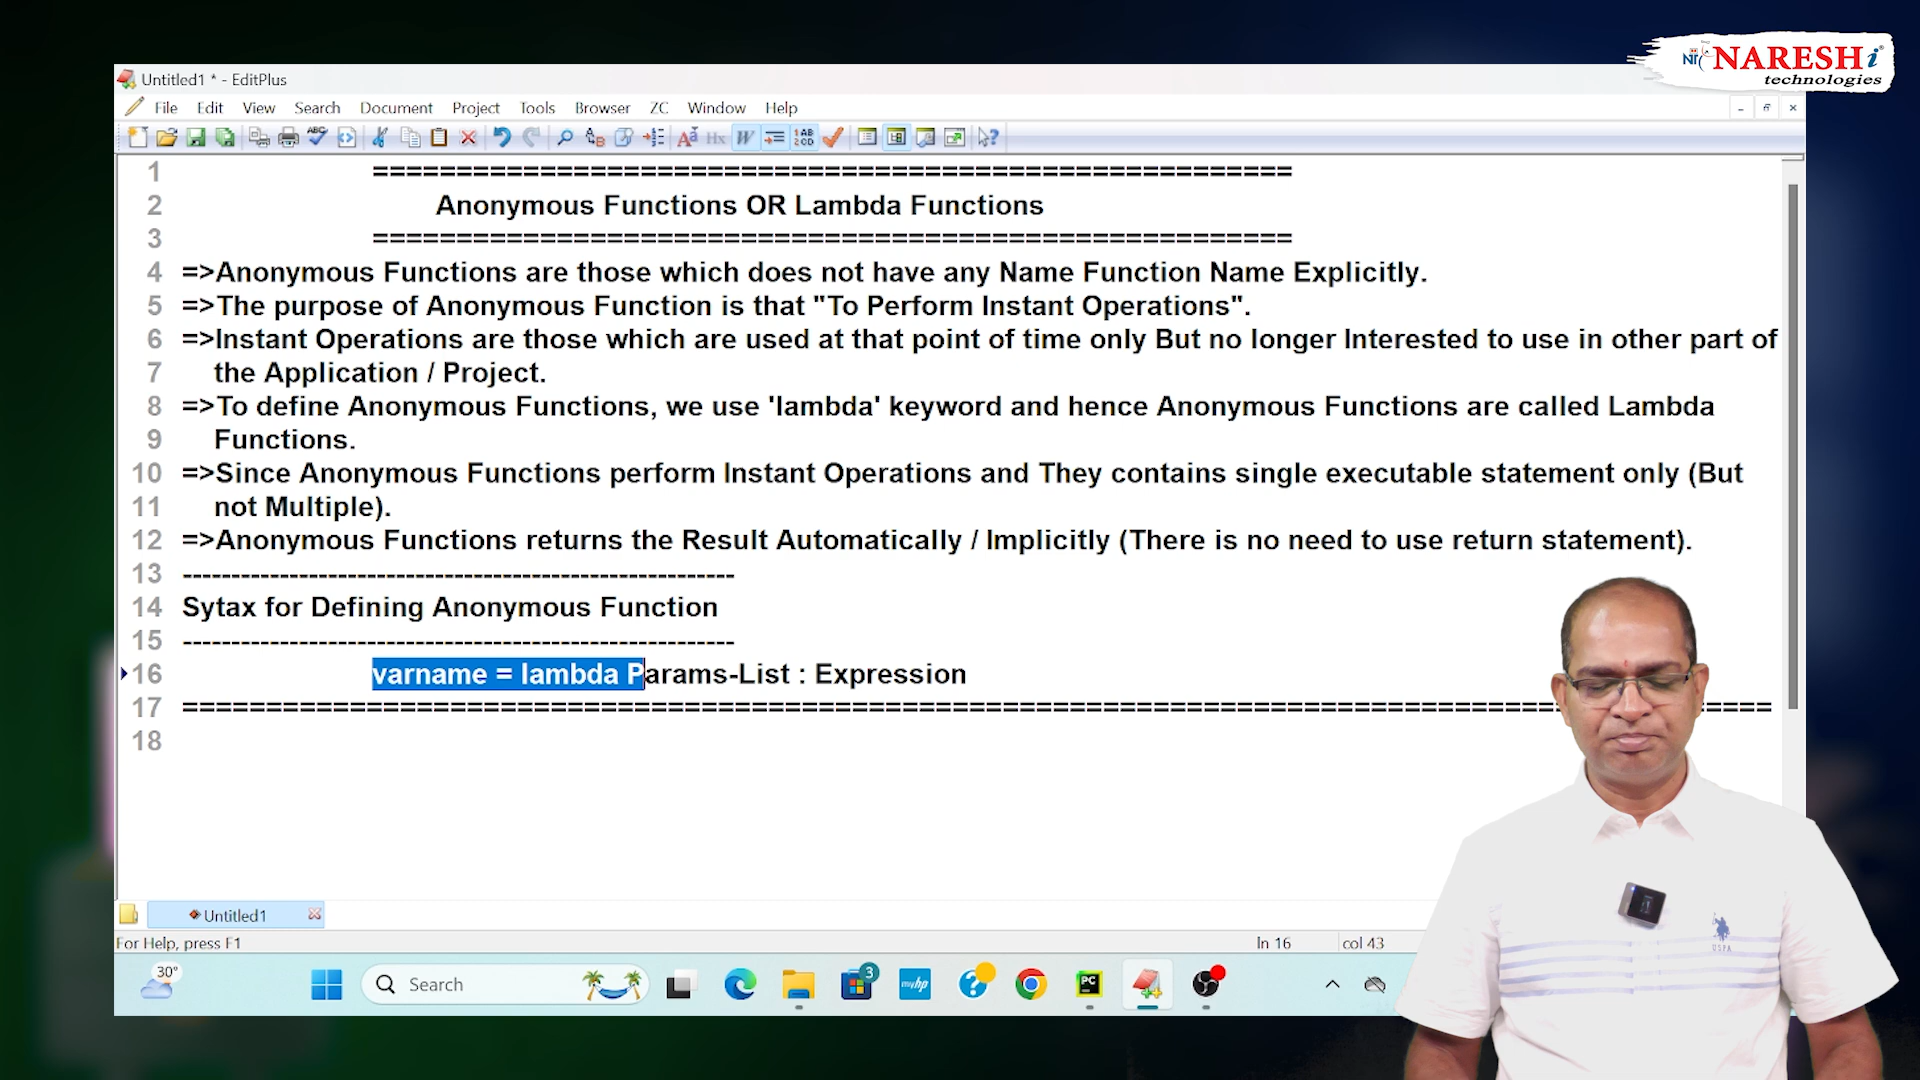 NIT NARESH i
technologies
Untitled1 * - EditPlus
File Edit View Search Document Project Tools Browser ZC Window Help
1 =======================================================
2 Anonymous Functions OR Lambda Functions
3 =======================================================
4 =>Anonymous Functions are those which does not have any Name Function Name Explicitly.
5 =>The purpose of Anonymous Function is that "To Perform Instant Operations".
6 =>Instant Operations are those which are used at that point of time only But no longer Interested to use in other part of
7 the Application / Project.
8 =>To define Anonymous Functions, we use 'lambda' keyword and hence Anonymous Functions are called Lambda
9 Functions.
10 =>Since Anonymous Functions perform Instant Operations and They contains single executable statement only (But
11 not Multiple).
12 =>Anonymous Functions returns the Result Automatically / Implicitly (There is no need to use return statement).
13 ---------------------------------------------------------
14 Sytax for Defining Anonymous Function
15 ---------------------------------------------------------
16 varname = lambda Params-List : Expression
17 ===============================================================================================
18
Untitled1
For Help, press F1 ln 16 col 43
30° Search 3 myhp PC
USPA